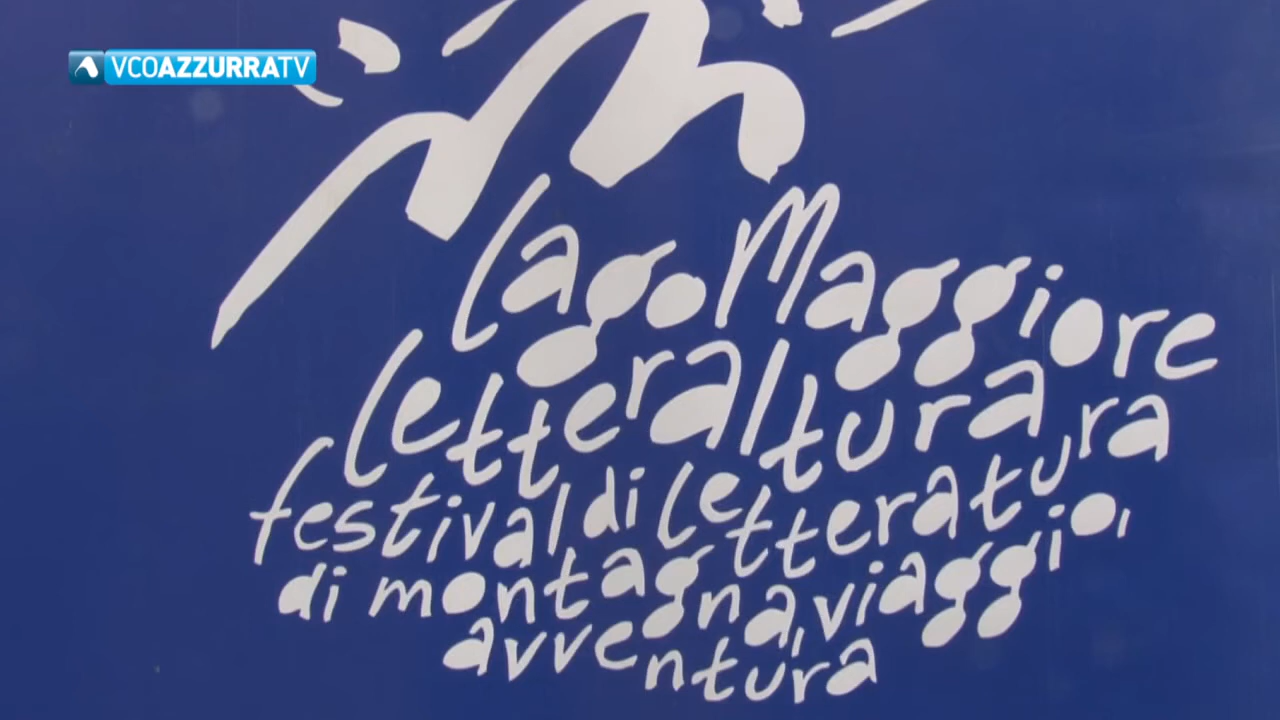 VCOAZZURRATV
LagoMaggiore
letteraltura
festival di letteratura
di montagna, viaggio,
avventura